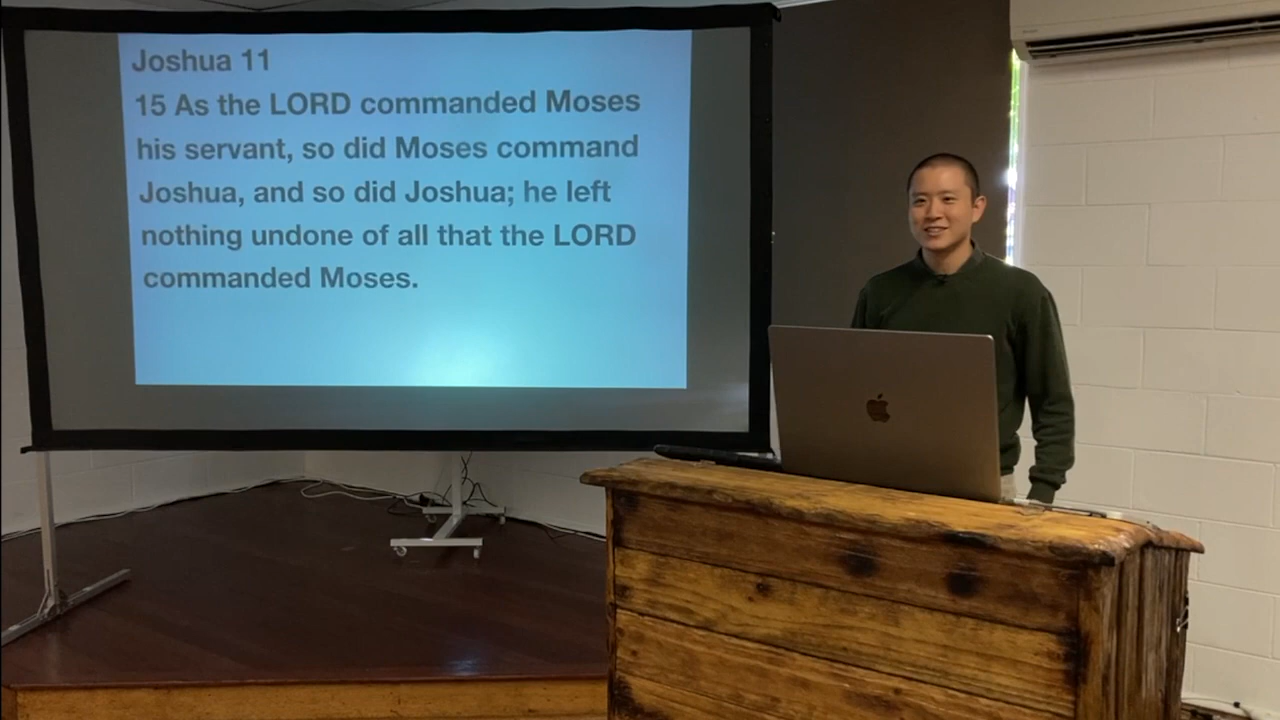 Joshua 11
15 As the LORD commanded Moses
his servant, so did Moses command
Joshua, and so did Joshua; he left
nothing undone of all that the LORD
commanded Moses.